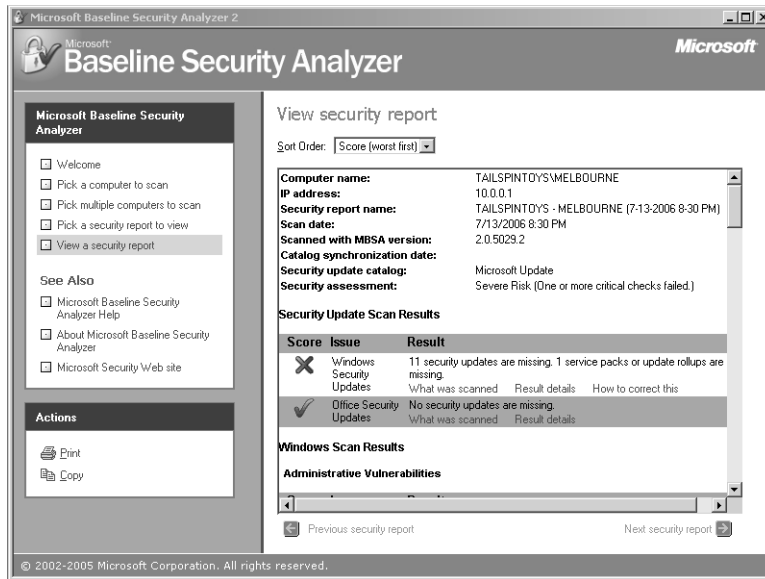 Microsoft Baseline Security Analyzer 2
Microsoft
Baseline Security Analyzer
Microsoft
Microsoft Baseline Security
Analyzer
Welcome
Pick a computer to scan
Pick multiple computers to scan
Pick a security report to view
View a security report
See Also
Microsoft Baseline Security
Analyzer Help
About Microsoft Baseline Security
Analyzer
Microsoft Security Web site
Actions
Print
Copy
View security report
Sort Order: Score (worst first)
Computer name: TAILSPINTOYS\MELBOURNE
IP address: 10.0.0.1
Security report name: TAILSPINTOYS - MELBOURNE (7-13-2006 8-30 PM)
Scan date: 7/13/2006 8:30 PM
Scanned with MBSA version: 2.0.5029.2
Catalog synchronization date:
Security update catalog: Microsoft Update
Security assessment: Severe Risk (One or more critical checks failed.)
Security Update Scan Results
Score Issue Result
Windows 11 security updates are missing. 1 service packs or update rollups are
Security missing.
Updates What was scanned Result details How to correct this
Office Security No security updates are missing.
Updates What was scanned Result details
Windows Scan Results
Administrative Vulnerabilities
Previous security report Next security report
© 2002-2005 Microsoft Corporation. All rights reserved.